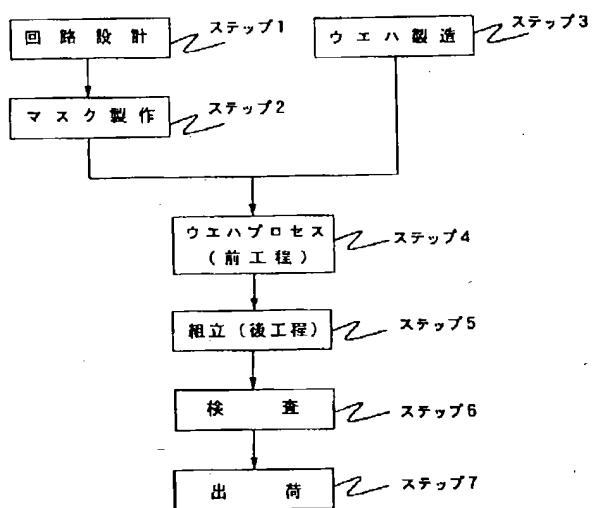 回路設計
ステップ1
ウエハ製造
ステップ3
マスク製作
ステップ2
ウエハプロセス
(前工程)
ステップ4
組立(後工程)
ステップ5
検査
ステップ6
出荷
ステップ7